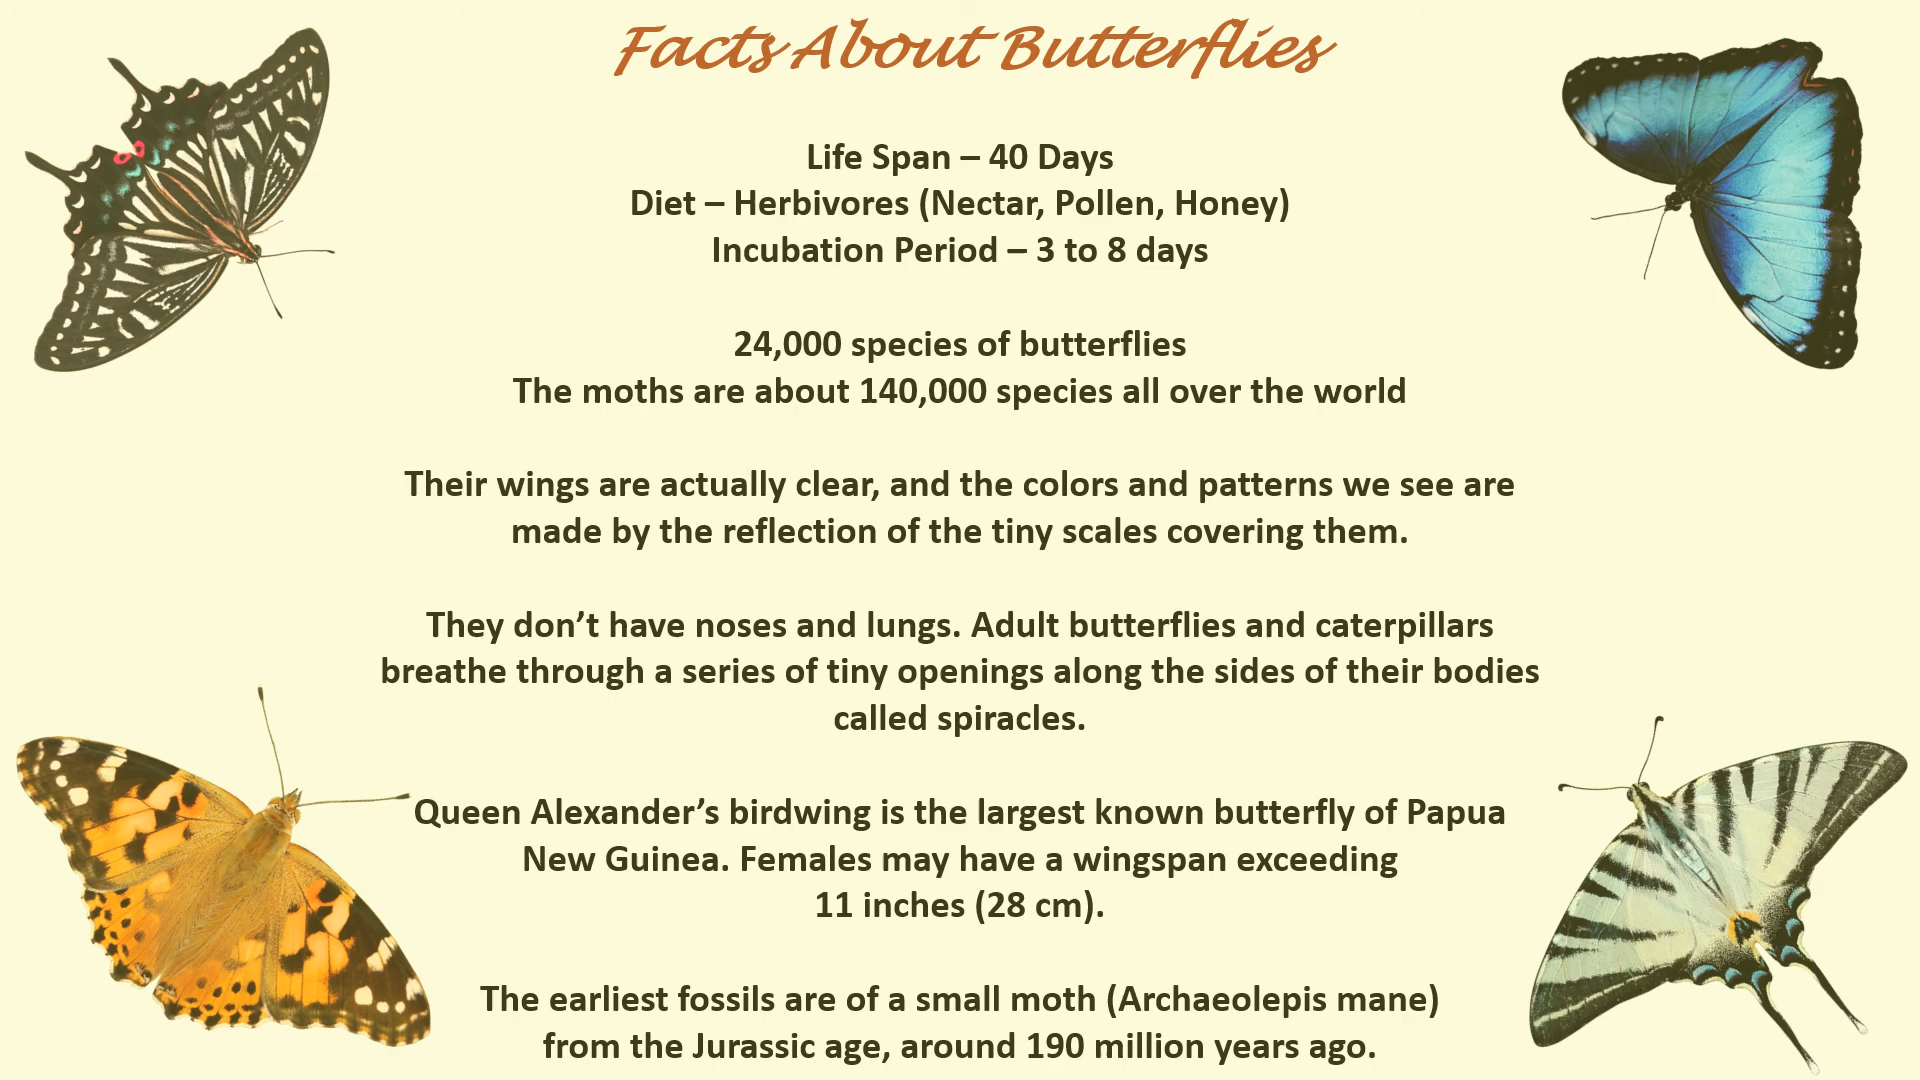 Facts About Butterflies
Life Span – 40 Days
Diet – Herbivores (Nectar, Pollen, Honey)
Incubation Period – 3 to 8 days
24,000 species of butterflies
The moths are about 140,000 species all over the world
Their wings are actually clear, and the colors and patterns we see are
made by the reflection of the tiny scales covering them.
They don’t have noses and lungs. Adult butterflies and caterpillars
breathe through a series of tiny openings along the sides of their bodies
called spiracles.
Queen Alexander’s birdwing is the largest known butterfly of Papua
New Guinea. Females may have a wingspan exceeding
11 inches (28 cm).
The earliest fossils are of a small moth (Archaeolepis mane)
from the Jurassic age, around 190 million years ago.